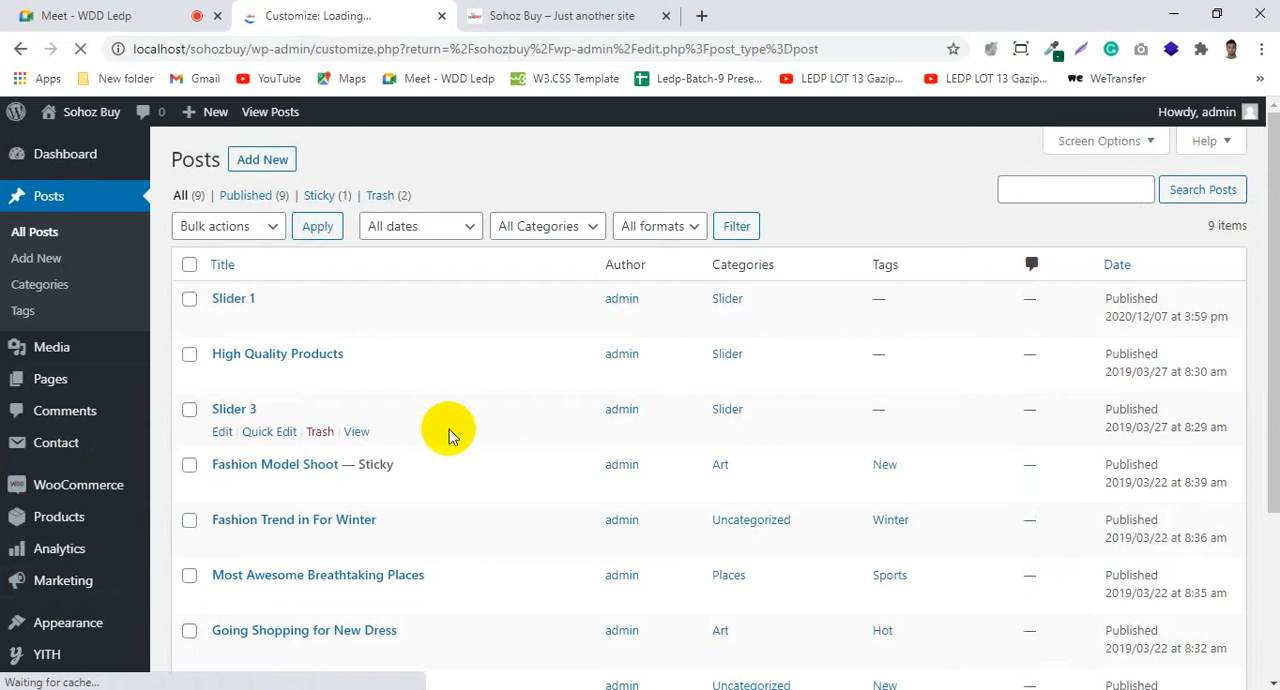 Meet - WDD Ledp
Customize: Loading...
Sohoz Buy – Just another site
localhost/sohozbuy/wp-admin/customize.php?return=%2Fsohozbuy%2Fwp-admin%2Fedit.php%3Fpost_type%3Dpost
Apps New folder Gmail YouTube Maps Meet - WDD Ledp W3.CSS Template Ledp-Batch-9 Prese... LEDP LOT 13 Gazip... LEDP LOT 13 Gazip... we WeTransfer »
Sohoz Buy 0 New View Posts Howdy, admin
Dashboard
Posts
All Posts
Add New
Categories
Tags
Media
Pages
Comments
Contact
WooCommerce
Products
Analytics
Marketing
Appearance
YITH
Screen Options Help
Posts Add New
All (9) | Published (9) | Sticky (1) | Trash (2)
Search Posts
Bulk actions Apply All dates All Categories All formats Filter
9 items
Title Author Categories Tags Date
Slider 1 admin Slider — — Published
2020/12/07 at 3:59 pm
High Quality Products admin Slider — — Published
2019/03/27 at 8:30 am
Slider 3 admin Slider — — Published
Edit | Quick Edit | Trash | View 2019/03/27 at 8:29 am
Fashion Model Shoot — Sticky admin Art New — Published
2019/03/22 at 8:39 am
Fashion Trend in For Winter admin Uncategorized Winter — Published
2019/03/22 at 8:36 am
Most Awesome Breathtaking Places admin Places Sports — Published
2019/03/22 at 8:35 am
Going Shopping for New Dress admin Art Hot — Published
2019/03/22 at 8:32 am
admin Art New — Published
Waiting for cache...